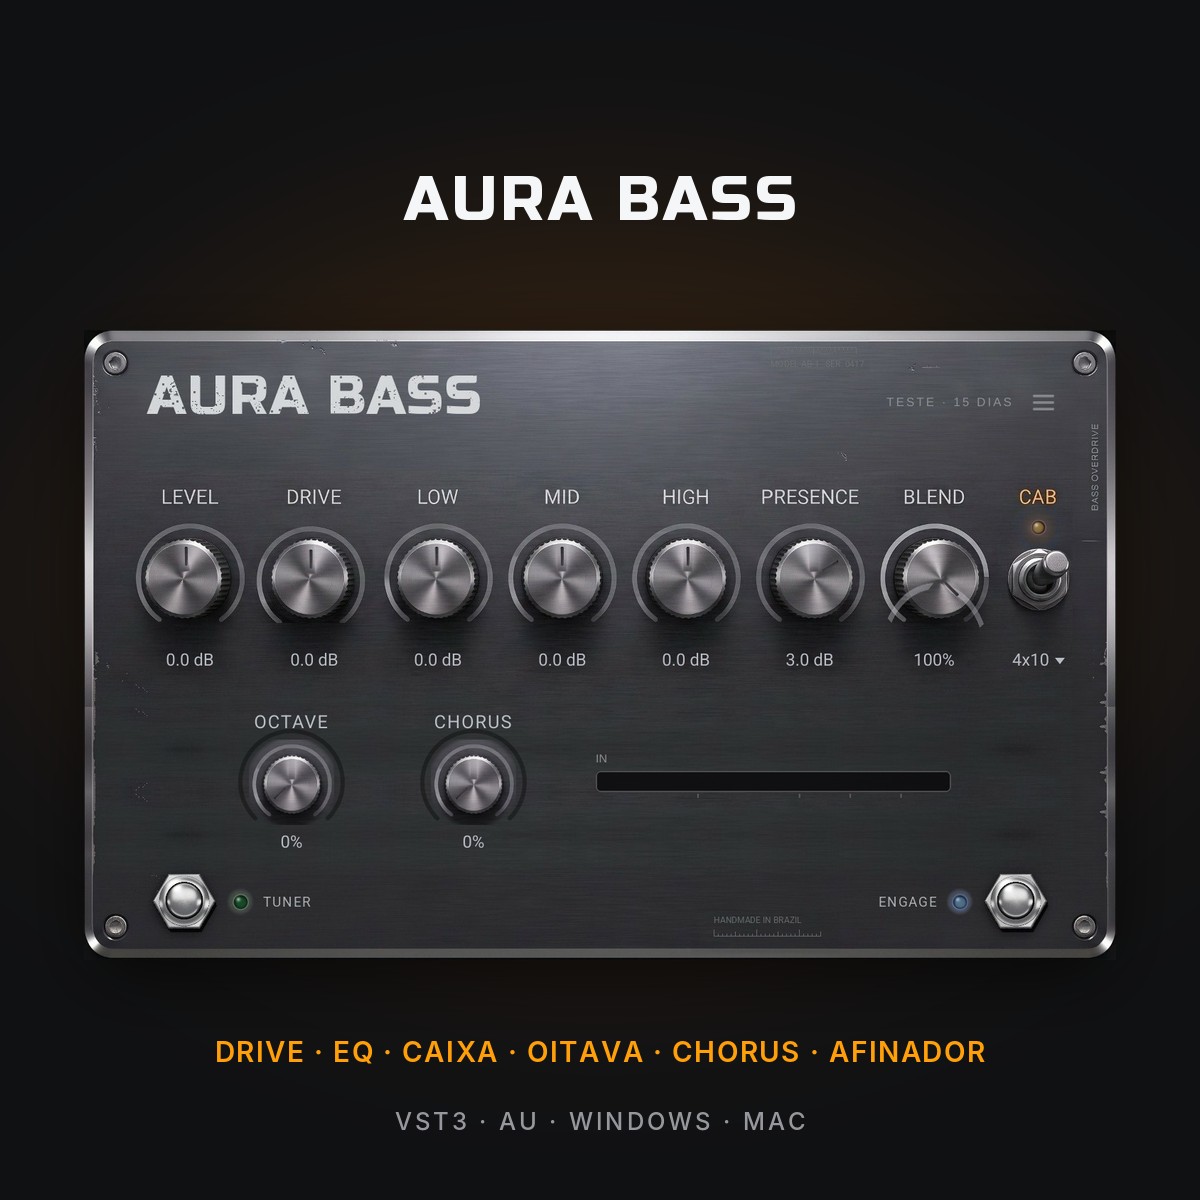 AURA BASS
AURA BASS
TESTE · 15 DIAS
BASS OVERDRIVE
LEVEL DRIVE LOW MID HIGH PRESENCE BLEND CAB
0.0 dB 0.0 dB 0.0 dB 0.0 dB 0.0 dB 3.0 dB 100% 4x10
OCTAVE CHORUS
IN
0% 0%
TUNER ENGAGE
HANDMADE IN BRAZIL
DRIVE · EQ · CAIXA · OITAVA · CHORUS · AFINADOR
VST3 · AU · WINDOWS · MAC